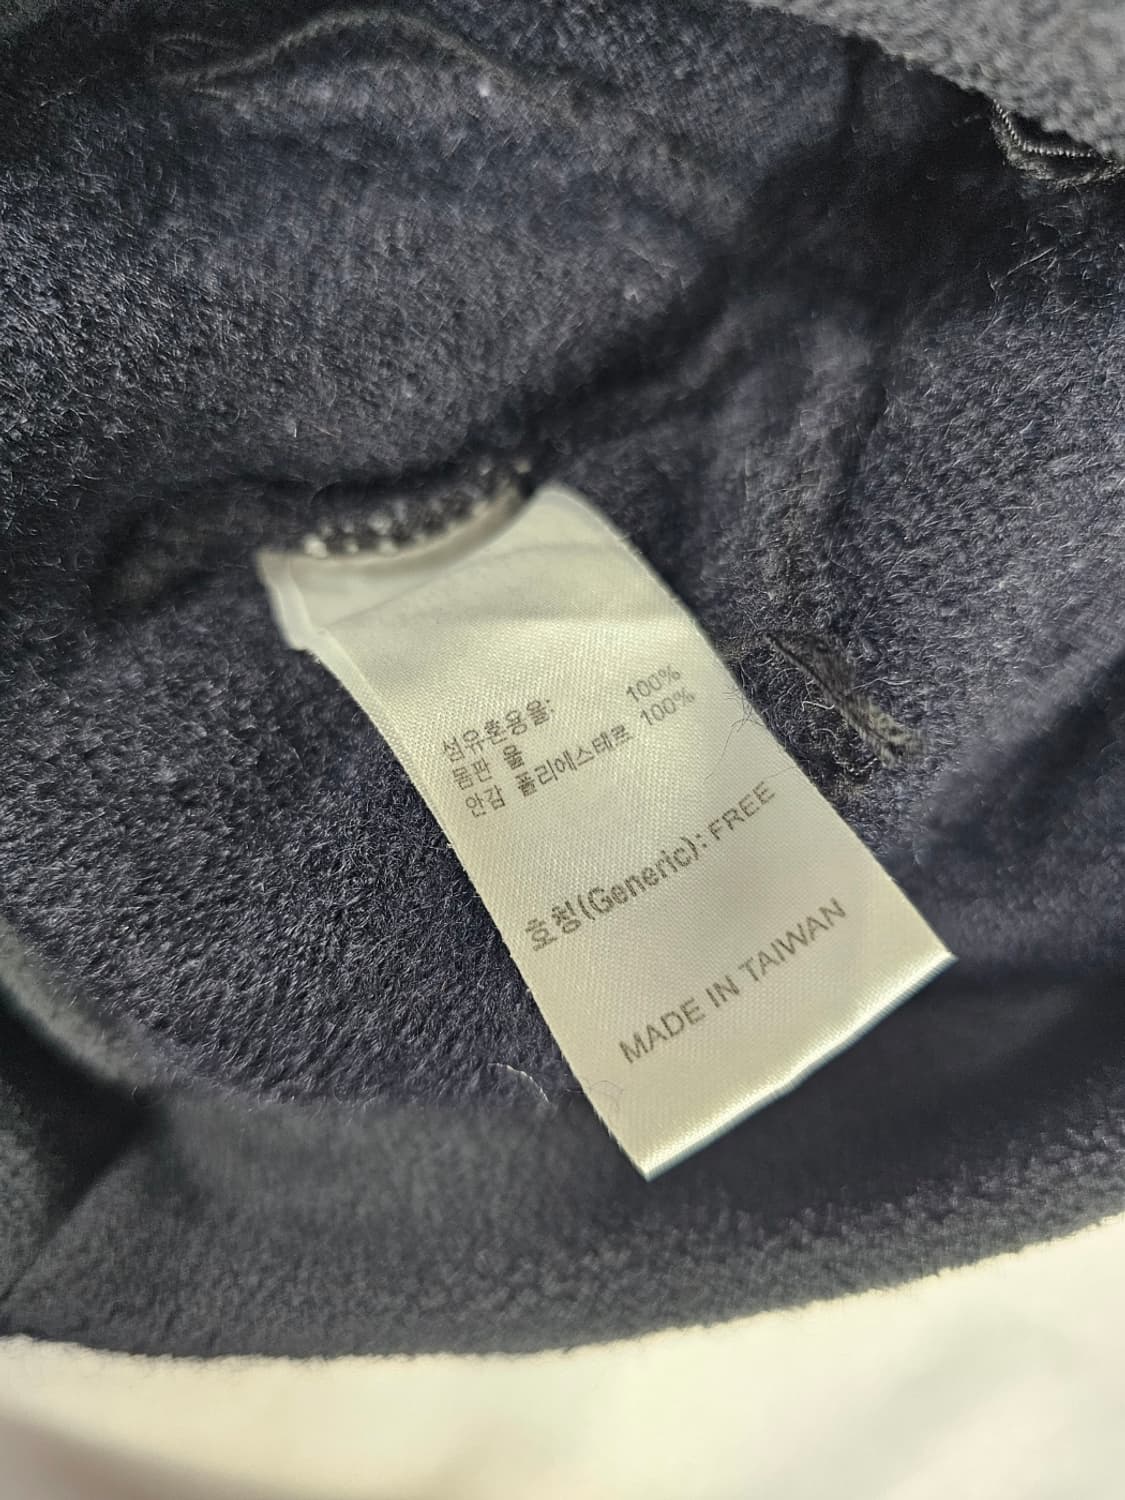 섬유혼용율:
몸판 울 100%
안감 폴리에스테르 100%
호칭(Generic): FREE
MADE IN TAIWAN